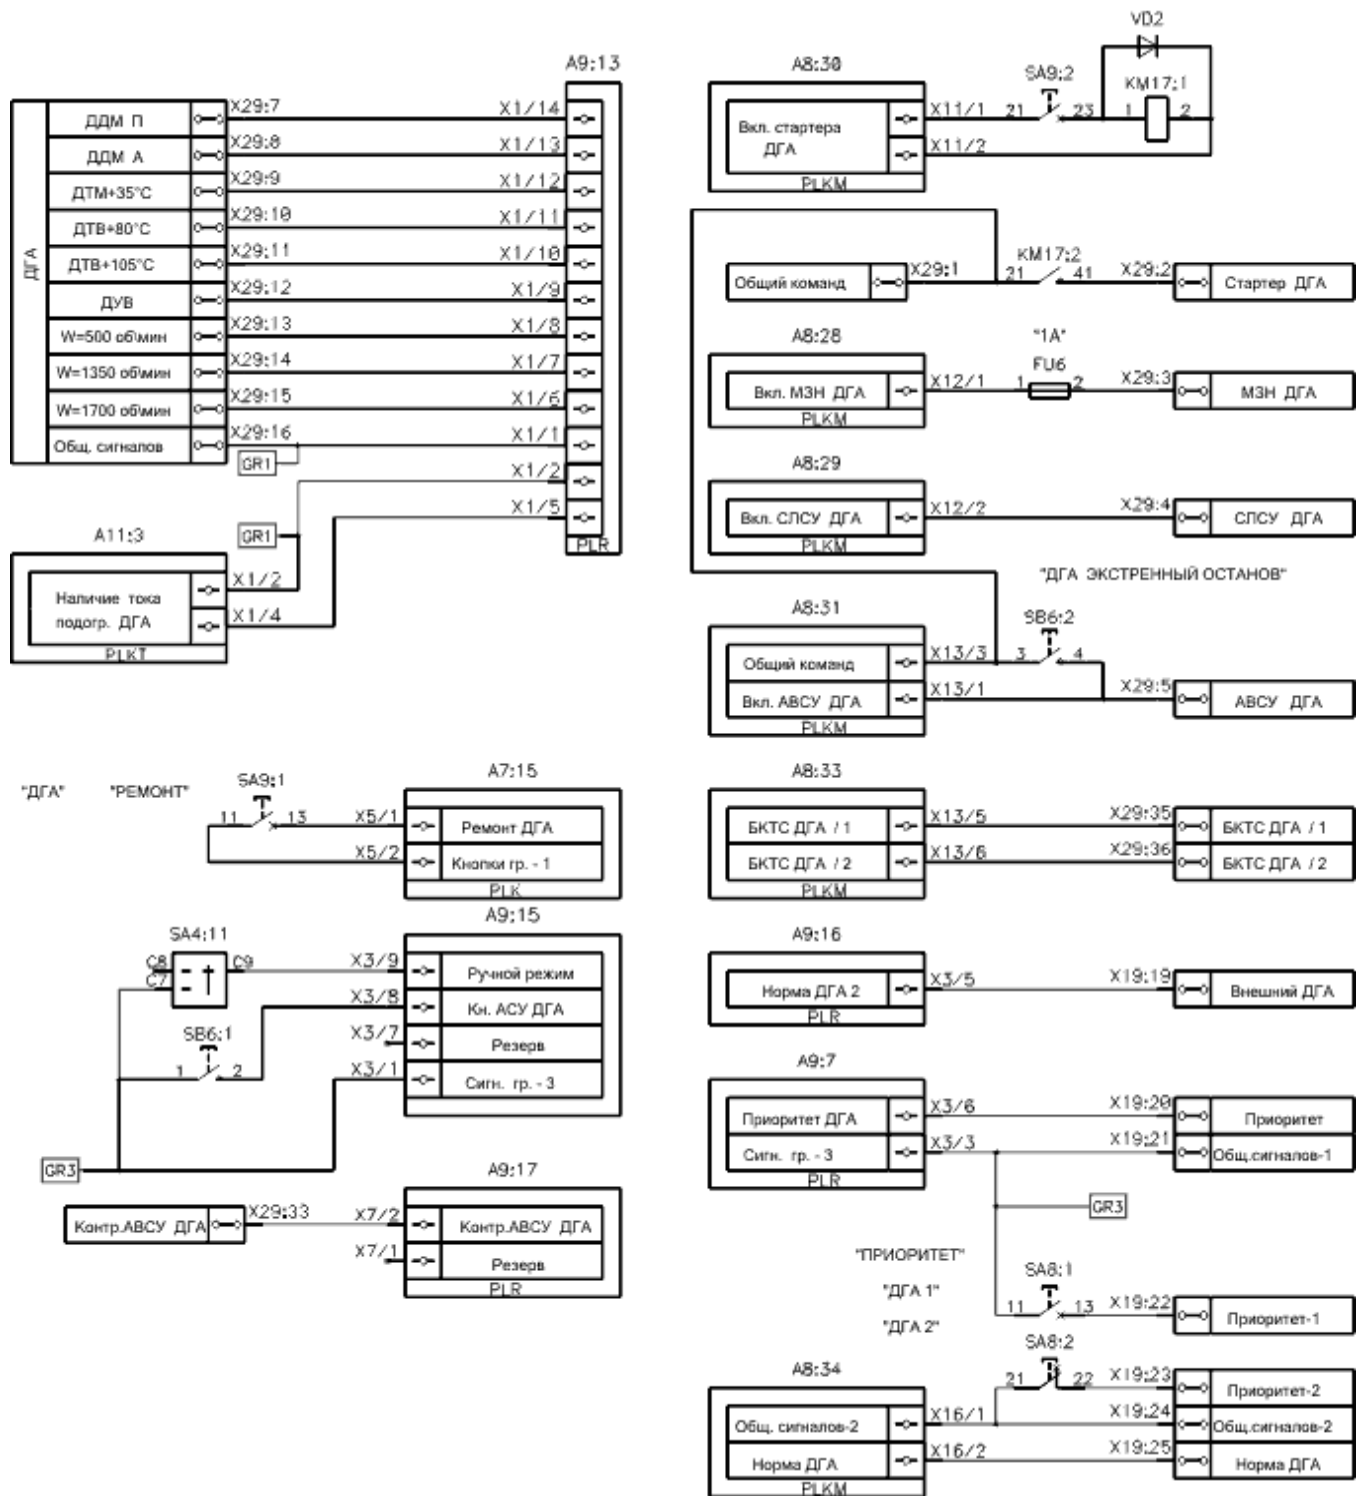 A9:13
ДГА
ДДМ П X29:7 X1/14
ДДМ А X29:8 X1/13
ДТМ+35°С X29:9 X1/12
ДТВ+80°С X29:10 X1/11
ДТВ+105°С X29:11 X1/10
ДУВ X29:12 X1/9
W=500 об\мин X29:13 X1/8
W=1350 об\мин X29:14 X1/7
W=1700 об\мин X29:15 X1/6
Общ. сигналов X29:16 X1/1
GR1
X1/2
X1/5
GR1
PLR
A11:3
Наличие тока
подогр. ДГА
X1/2
X1/4
PLKT
"ДГА" "РЕМОНТ"
SA9:1
11 13
A7:15
X5/1 Ремонт ДГА
X5/2 Кнопки гр. - 1
PLK
A9:15
SA4:11
C8 C9
C7
X3/9 Ручной режим
X3/8 Кн. АСУ ДГА
X3/7 Резерв
X3/1 Сигн. гр. - 3
SB6:1
1 2
GR3
A9:17
Контр.АВСУ ДГА X29:33 X7/2 Контр.АВСУ ДГА
X7/1 Резерв
PLR
VD2
A8:30
SA9:2
KM17:1
Вкл. стартера
ДГА
X11/1 21 23 1 2
X11/2
PLKM
Общий команд X29:1
KM17:2
21 41 X29:2 Стартер ДГА
A8:28
"1A"
FU6
Вкл. МЗН ДГА X12/1 1 2 X29:3 МЗН ДГА
PLKM
A8:29
Вкл. СЛСУ ДГА X12/2 X29:4 СЛСУ ДГА
PLKM
"ДГА ЭКСТРЕННЫЙ ОСТАНОВ"
A8:31
SB6:2
Общий команд X13/3 3 4
Вкл. АВСУ ДГА X13/1 X29:5 АВСУ ДГА
PLKM
A8:33
БКТС ДГА / 1 X13/5 X29:35 БКТС ДГА / 1
БКТС ДГА / 2 X13/6 X29:36 БКТС ДГА / 2
PLKM
A9:16
Норма ДГА 2 X3/5 X19:19 Внешний ДГА
PLR
A9:7
Приоритет ДГА X3/6 X19:20 Приоритет
Сигн. гр. - 3 X3/3 X19:21 Общ.сигналов-1
PLR
GR3
"ПРИОРИТЕТ"
"ДГА 1"
"ДГА 2"
SA8:1
11 13 X19:22 Приоритет-1
SA8:2
21 22 X19:23 Приоритет-2
A8:34
Общ. сигналов-2 X16/1 X19:24 Общ.сигналов-2
Норма ДГА X16/2 X19:25 Норма ДГА
PLKM